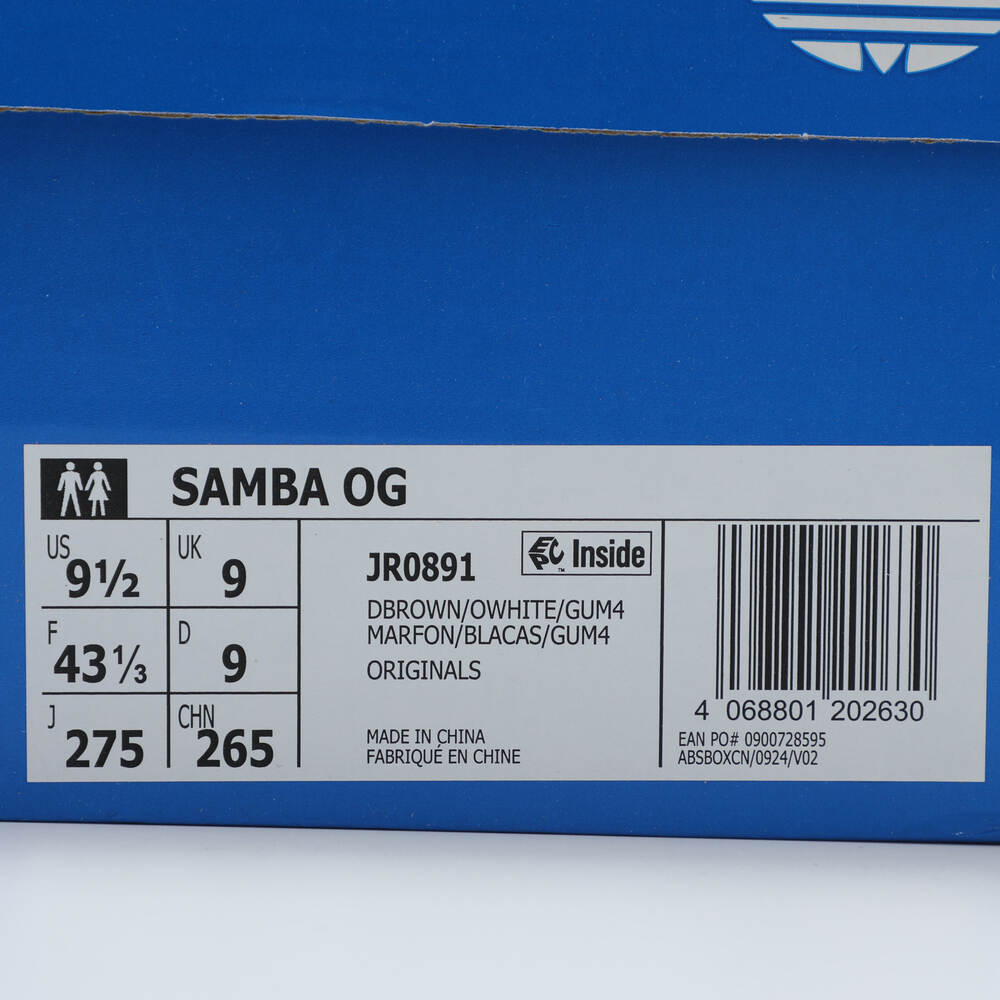 SAMBA OG
US 9½
UK 9
F 43⅓
D 9
J 275
CHN 265
JR0891
EPC™ Inside
DBROWN/OWHITE/GUM4
MARFON/BLACAS/GUM4
ORIGINALS
MADE IN CHINA
FABRIQUÉ EN CHINE
4 068801 202630
EAN PO# 0900728595
ABSBOXCN/0924/V02